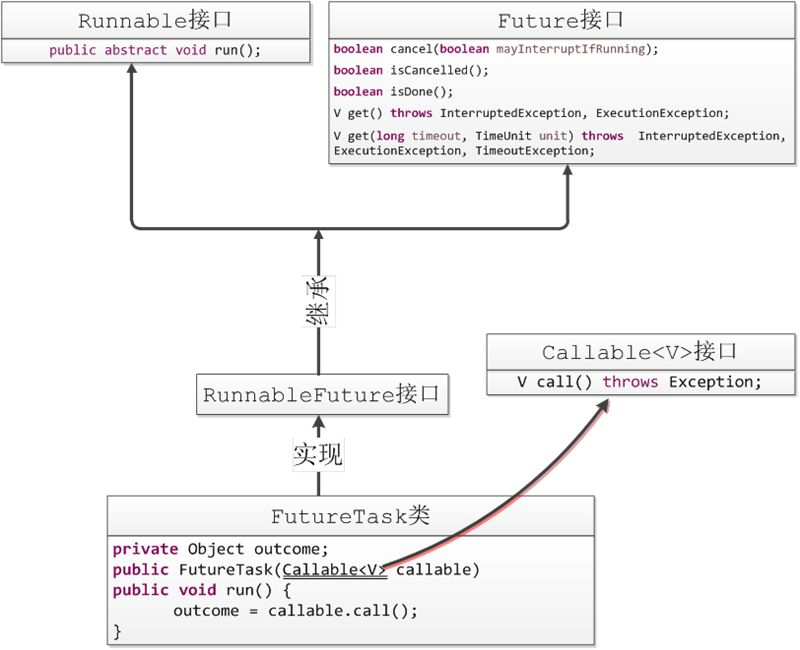 Runnable接口
public abstract void run();
Future接口
boolean cancel(boolean mayInterruptIfRunning);
boolean isCancelled();
boolean isDone();
V get() throws InterruptedException, ExecutionException;
V get(long timeout, TimeUnit unit) throws InterruptedException,
ExecutionException, TimeoutException;
继承
Callable<V>接口
V call() throws Exception;
RunnableFuture接口
实现
FutureTask类
private Object outcome;
public FutureTask(Callable<V> callable)
public void run() {
outcome = callable.call();
}